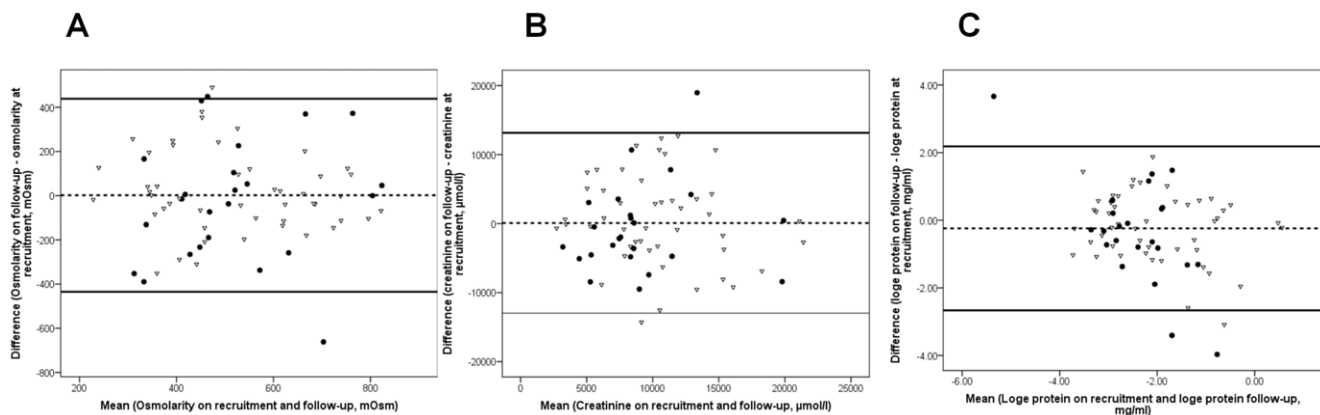 A
B
C
Difference (Osmolarity on follow-up - osmolarity at
recruitment, mOsm)
400
200
0
-200
-400
-600
-800
200
400
600
800
Mean (Osmolarity on recruitment and follow-up, mOsm)
Difference (creatinine on follow-up - creatinine at
recruitment, µmol/l)
20000
10000
0
-10000
-20000
0
5000
10000
15000
20000
25000
Mean (Creatinine on recruitment and follow-up, µmol/l)
Difference (loge protein on follow-up - loge protein at
recruitment, mg/ml)
4.00
2.00
0.00
-2.00
-4.00
-6.00
-4.00
-2.00
0.00
Mean (Loge protein on recruitment and loge protein follow-up,
mg/ml)